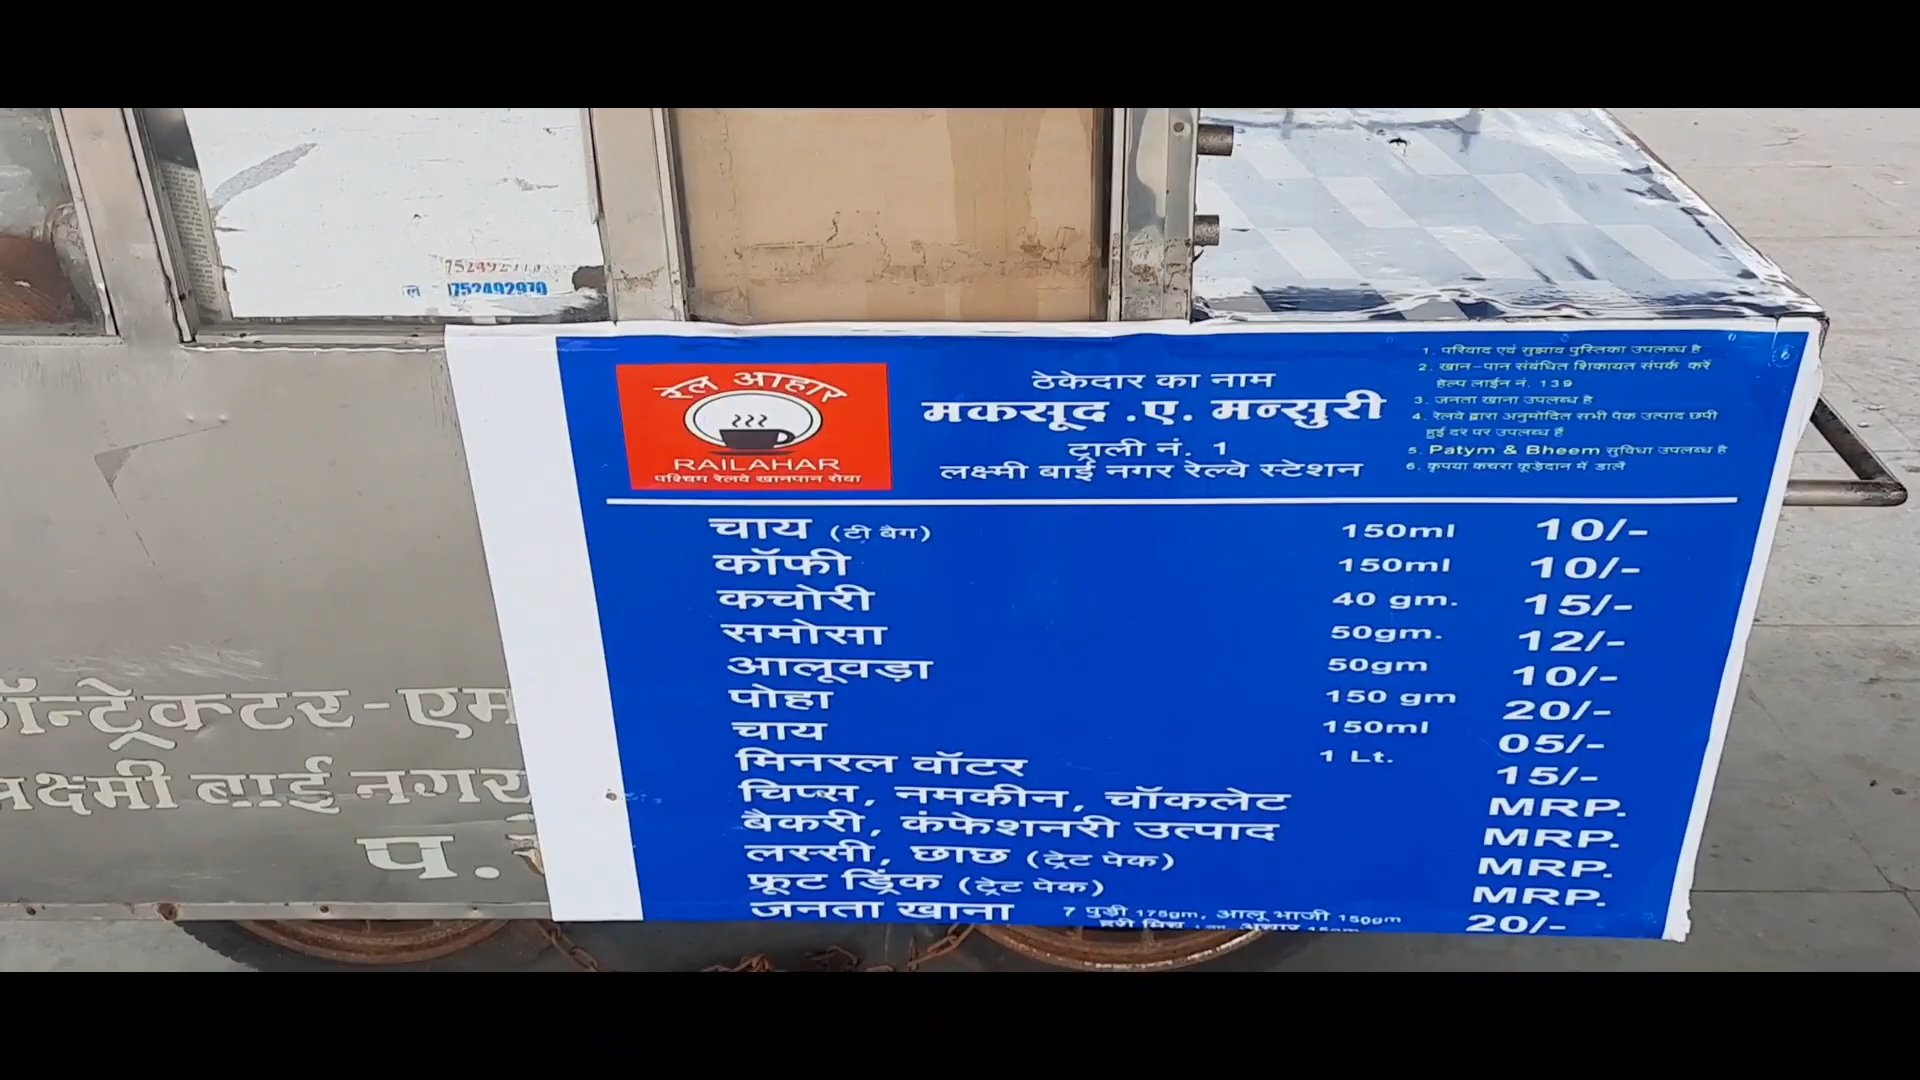 752492970
रेल आहार
RAILAHAR
पश्चिम रेलवे खानपान सेवा
ठेकेदार का नाम
मकसूद .ए. मन्सुरी
ट्राली नं. 1
लक्ष्मी बाई नगर रेल्वे स्टेशन
1. परिवाद एवं सुझाव पुस्तिका उपलब्ध है
2. खान-पान संबंधित शिकायत संपर्क करें
हेल्प लाईन नं. 139
3. जनता खाना उपलब्ध है
4. रेलवे द्वारा अनुमोदित सभी पेक उत्पाद छपी
हुई दर पर उपलब्ध हैं
5. Patym & Bheem सुविधा उपलब्ध है
6. कृपया कचरा कूड़ेदान में डालें
चाय (टी बैग) 150ml 10/-
कॉफी 150ml 10/-
कचोरी 40 gm. 15/-
समोसा 50gm. 12/-
आलूवड़ा 50gm 10/-
पोहा 150 gm 20/-
चाय 150ml 05/-
मिनरल वॉटर 1 Lt. 15/-
चिप्स, नमकीन, चॉकलेट MRP.
बैकरी, कंफेशनरी उत्पाद MRP.
लस्सी, छाछ (ट्रेट पेक) MRP.
फ्रूट ड्रिंक (ट्रेट पेक) MRP.
जनता खाना 7 पुड़ी 175gm, आलू भाजी 150gm 20/-
हरी मिर्च अचार 15gm
कॉन्ट्रेक्टर-एम
लक्ष्मी बाई नगर
प.